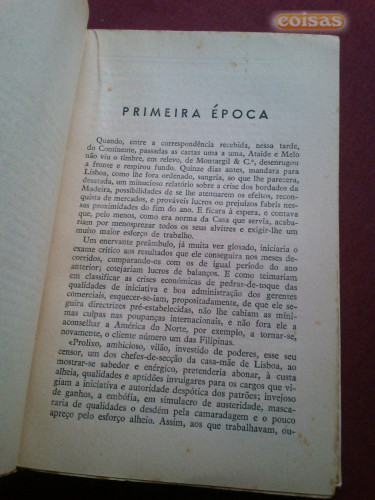 coisas
PRIMEIRA ÉPOCA
Quando, entre a correspondência recebida, nessa tarde,
do Continente, passadas as cartas uma a uma, Ataíde e Melo
não viu o timbre, em relevo, de Montargil & C.ª, desenrugou
a fronte e respirou fundo. Quinze dias antes, mandara para
Lisboa, como lhe fora ordenado, sangria, so que lhe parecera,
desatada, um minucioso relatório sobre a crise dos bordados da
Madeira, possibilidades de se lhe atenuarem os efeitos, recon-
quista de mercados, e prováveis lucros ou prejuízos fabris nas
proximidades do fim do ano. E ficara à espera, e contava
que, pelo menos, como era norma da Casa que servia, acaba-
riam por menosprezar todos os seus alvitres e exigir-lhe um
muito maior esforço de trabalho.
Um enervante preâmbulo, já muita vez glosado, iniciaria o
exame crítico aos resultados que ele conseguira nos meses de-
corridos, comparando-os com os de igual período do ano
anterior; cotejariam lucros de balanços. E como teimariam
em classificar as crises económicas de pedras-de-toque das
qualidades de iniciativa e boa administração dos gerentes
comerciais, esquecer-se-iam, propositadamente, de que ele se-
guira directrizes pré-estabelecidas, não lhe cabiam as míni-
mas culpas nas poupanças internacionais, e não fora ele a
aconselhar a América do Norte, por exemplo, a tornar-se,
novamente, o cliente número um das Filipinas.
«Prolixo, ambicioso, vilão, investido de poderes, esse seu
censor, um dos chefes-de-secção da casa-mãe de Lisboa, ao
mostrar-se sabedor e enérgico, pretenderia abonar, à custa
alheia, qualidades e aptidões invulgares para os cargos que vi-
giam a iniciativa e autoridade despótica dos patrões; invejoso
de ganhos, a embófia, em simulacro de austeridade, masca-
raria de qualidades o desdém pela camaradagem e o pouco
apreço pelo esforço alheio. Assim, aos que trabalhavam, ou-